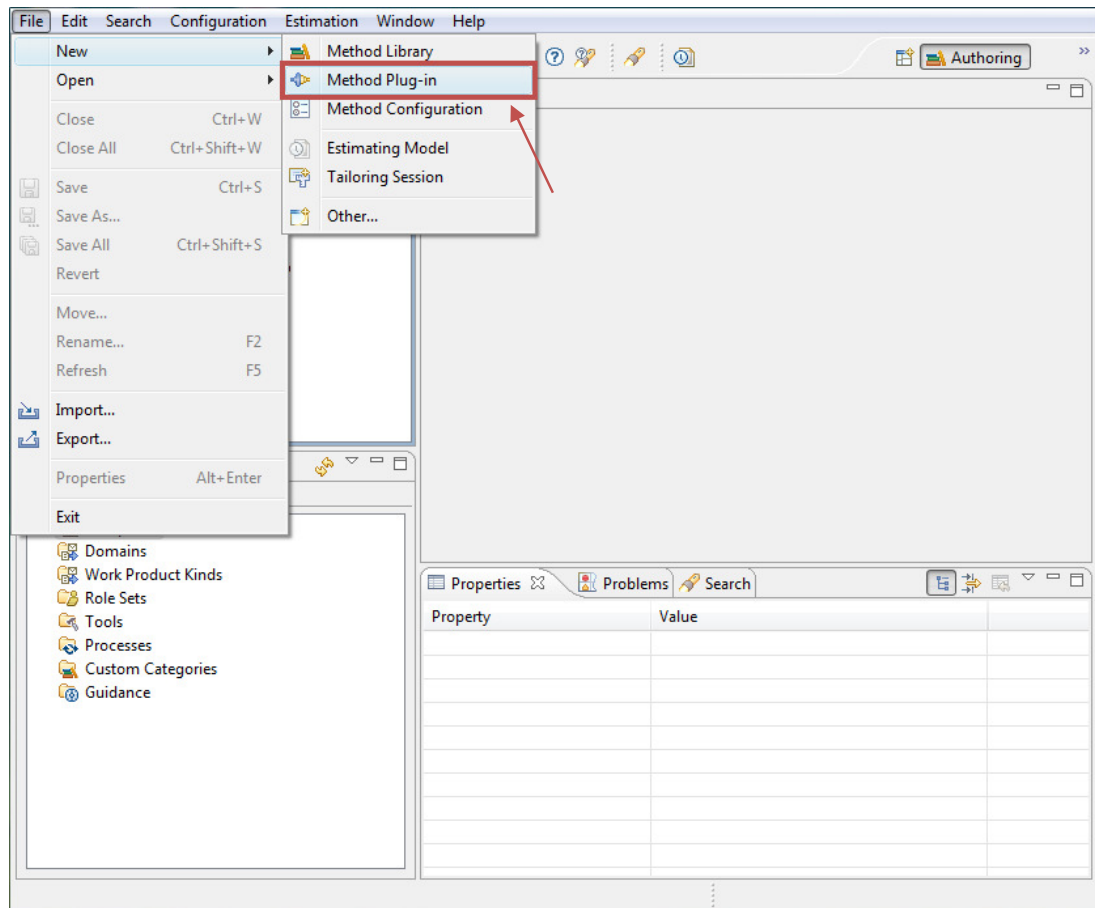 File Edit Search Configuration Estimation Window Help
New
Open
Close Ctrl+W
Close All Ctrl+Shift+W
Save Ctrl+S
Save As...
Save All Ctrl+Shift+S
Revert
Move...
Rename... F2
Refresh F5
Import...
Export...
Properties Alt+Enter
Exit
Method Library
Method Plug-in
Method Configuration
Estimating Model
Tailoring Session
Other...
Authoring
Domains
Work Product Kinds
Role Sets
Tools
Processes
Custom Categories
Guidance
Properties Problems Search
Property Value